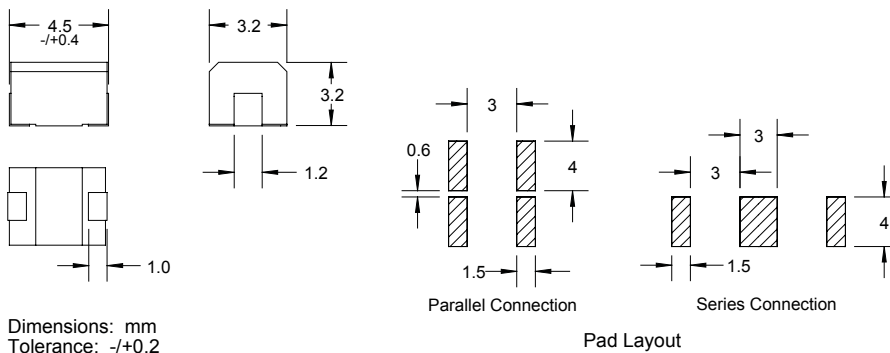 4.5
-/+0.4
3.2
3.2
1.2
1.0
Dimensions: mm
Tolerance: -/+0.2
3
0.6
4
1.5
Parallel Connection
3
3
4
1.5
Series Connection
Pad Layout